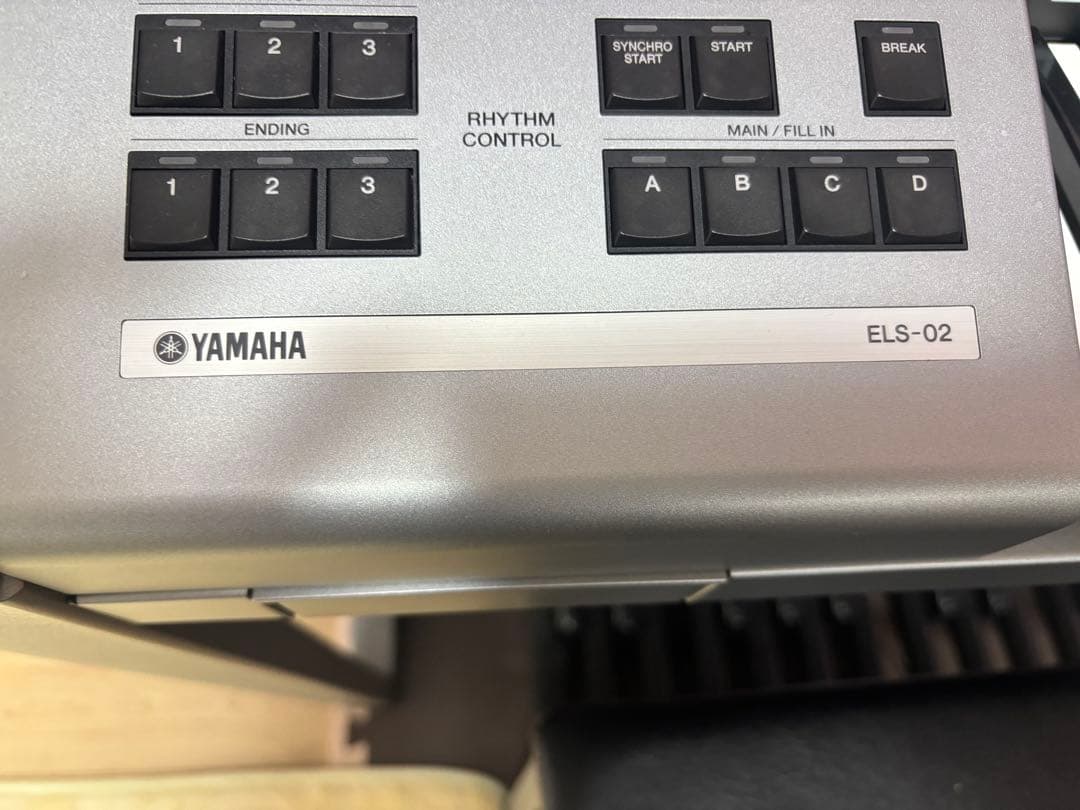 1 2 3
SYNCHRO
START
START
BREAK
ENDING
RHYTHM
CONTROL
MAIN / FILL IN
1 2 3
A B C D
YAMAHA
ELS-02